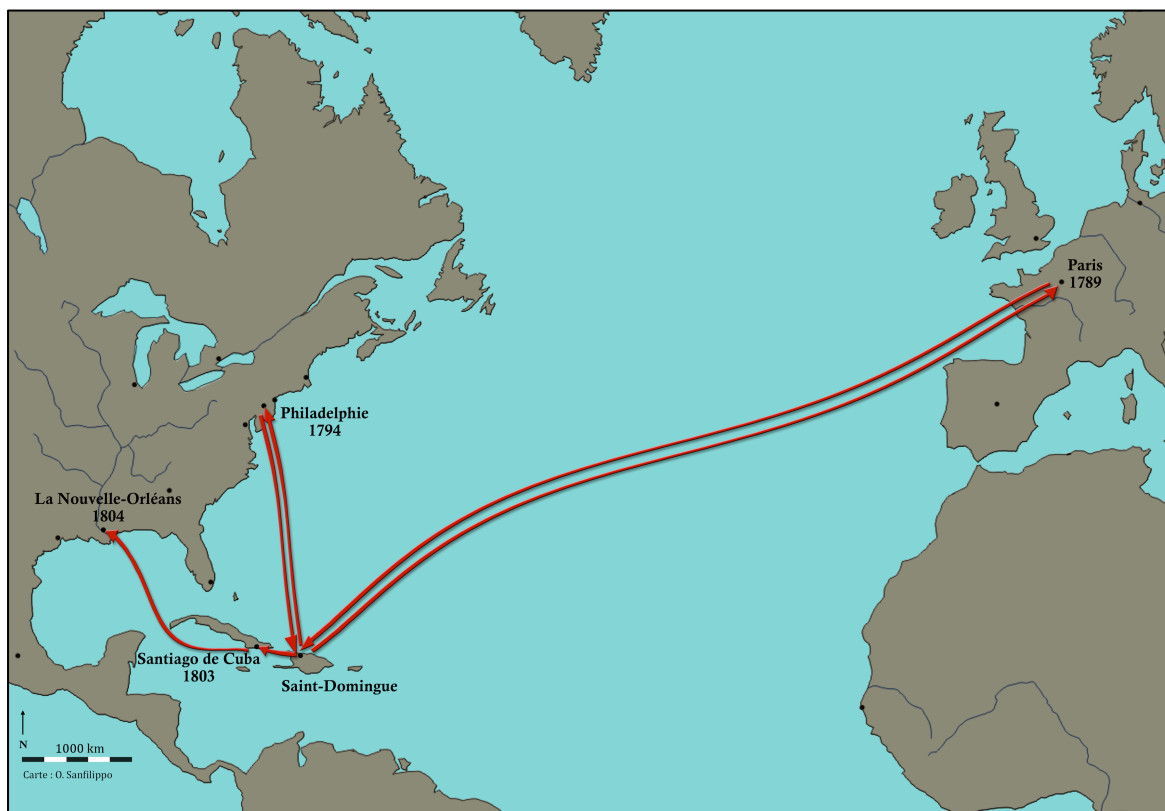 Paris
1789
Philadelphie
1794
La Nouvelle-Orléans
1804
Santiago de Cuba
1803
Saint-Domingue
N
1000 km
Carte : O. Sanfilippo